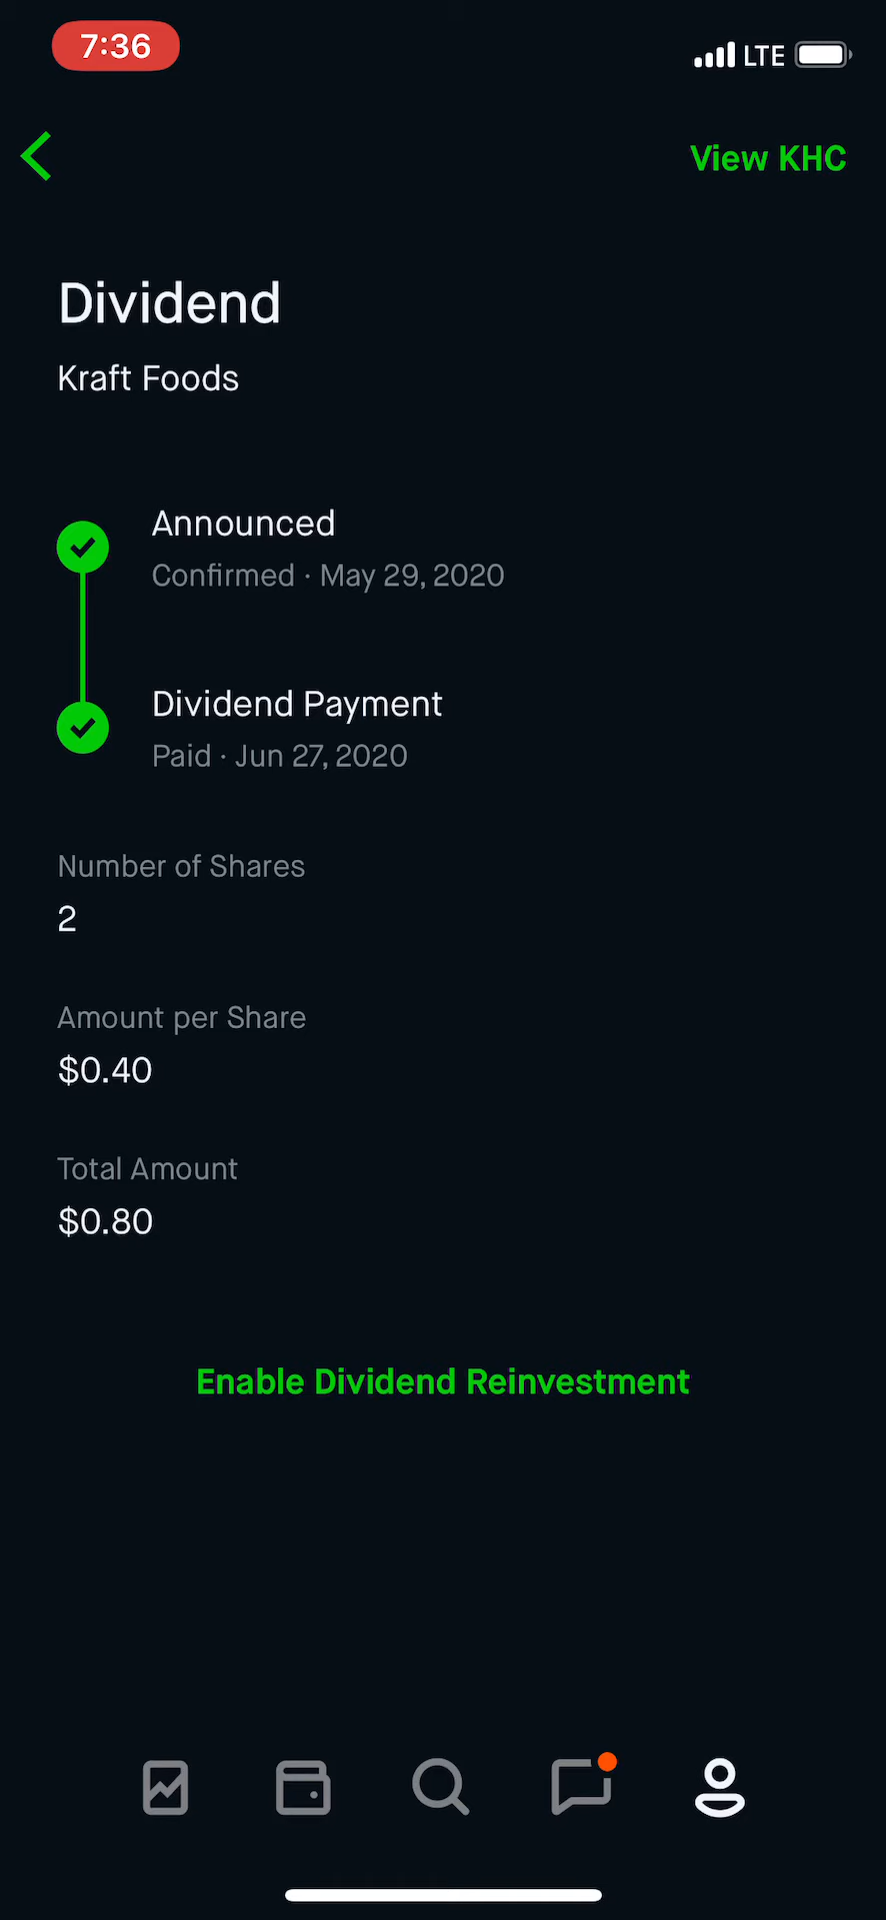 7:36
LTE
View KHC
Dividend
Kraft Foods
Announced
Confirmed · May 29, 2020
Dividend Payment
Paid · Jun 27, 2020
Number of Shares
2
Amount per Share
$0.40
Total Amount
$0.80
Enable Dividend Reinvestment